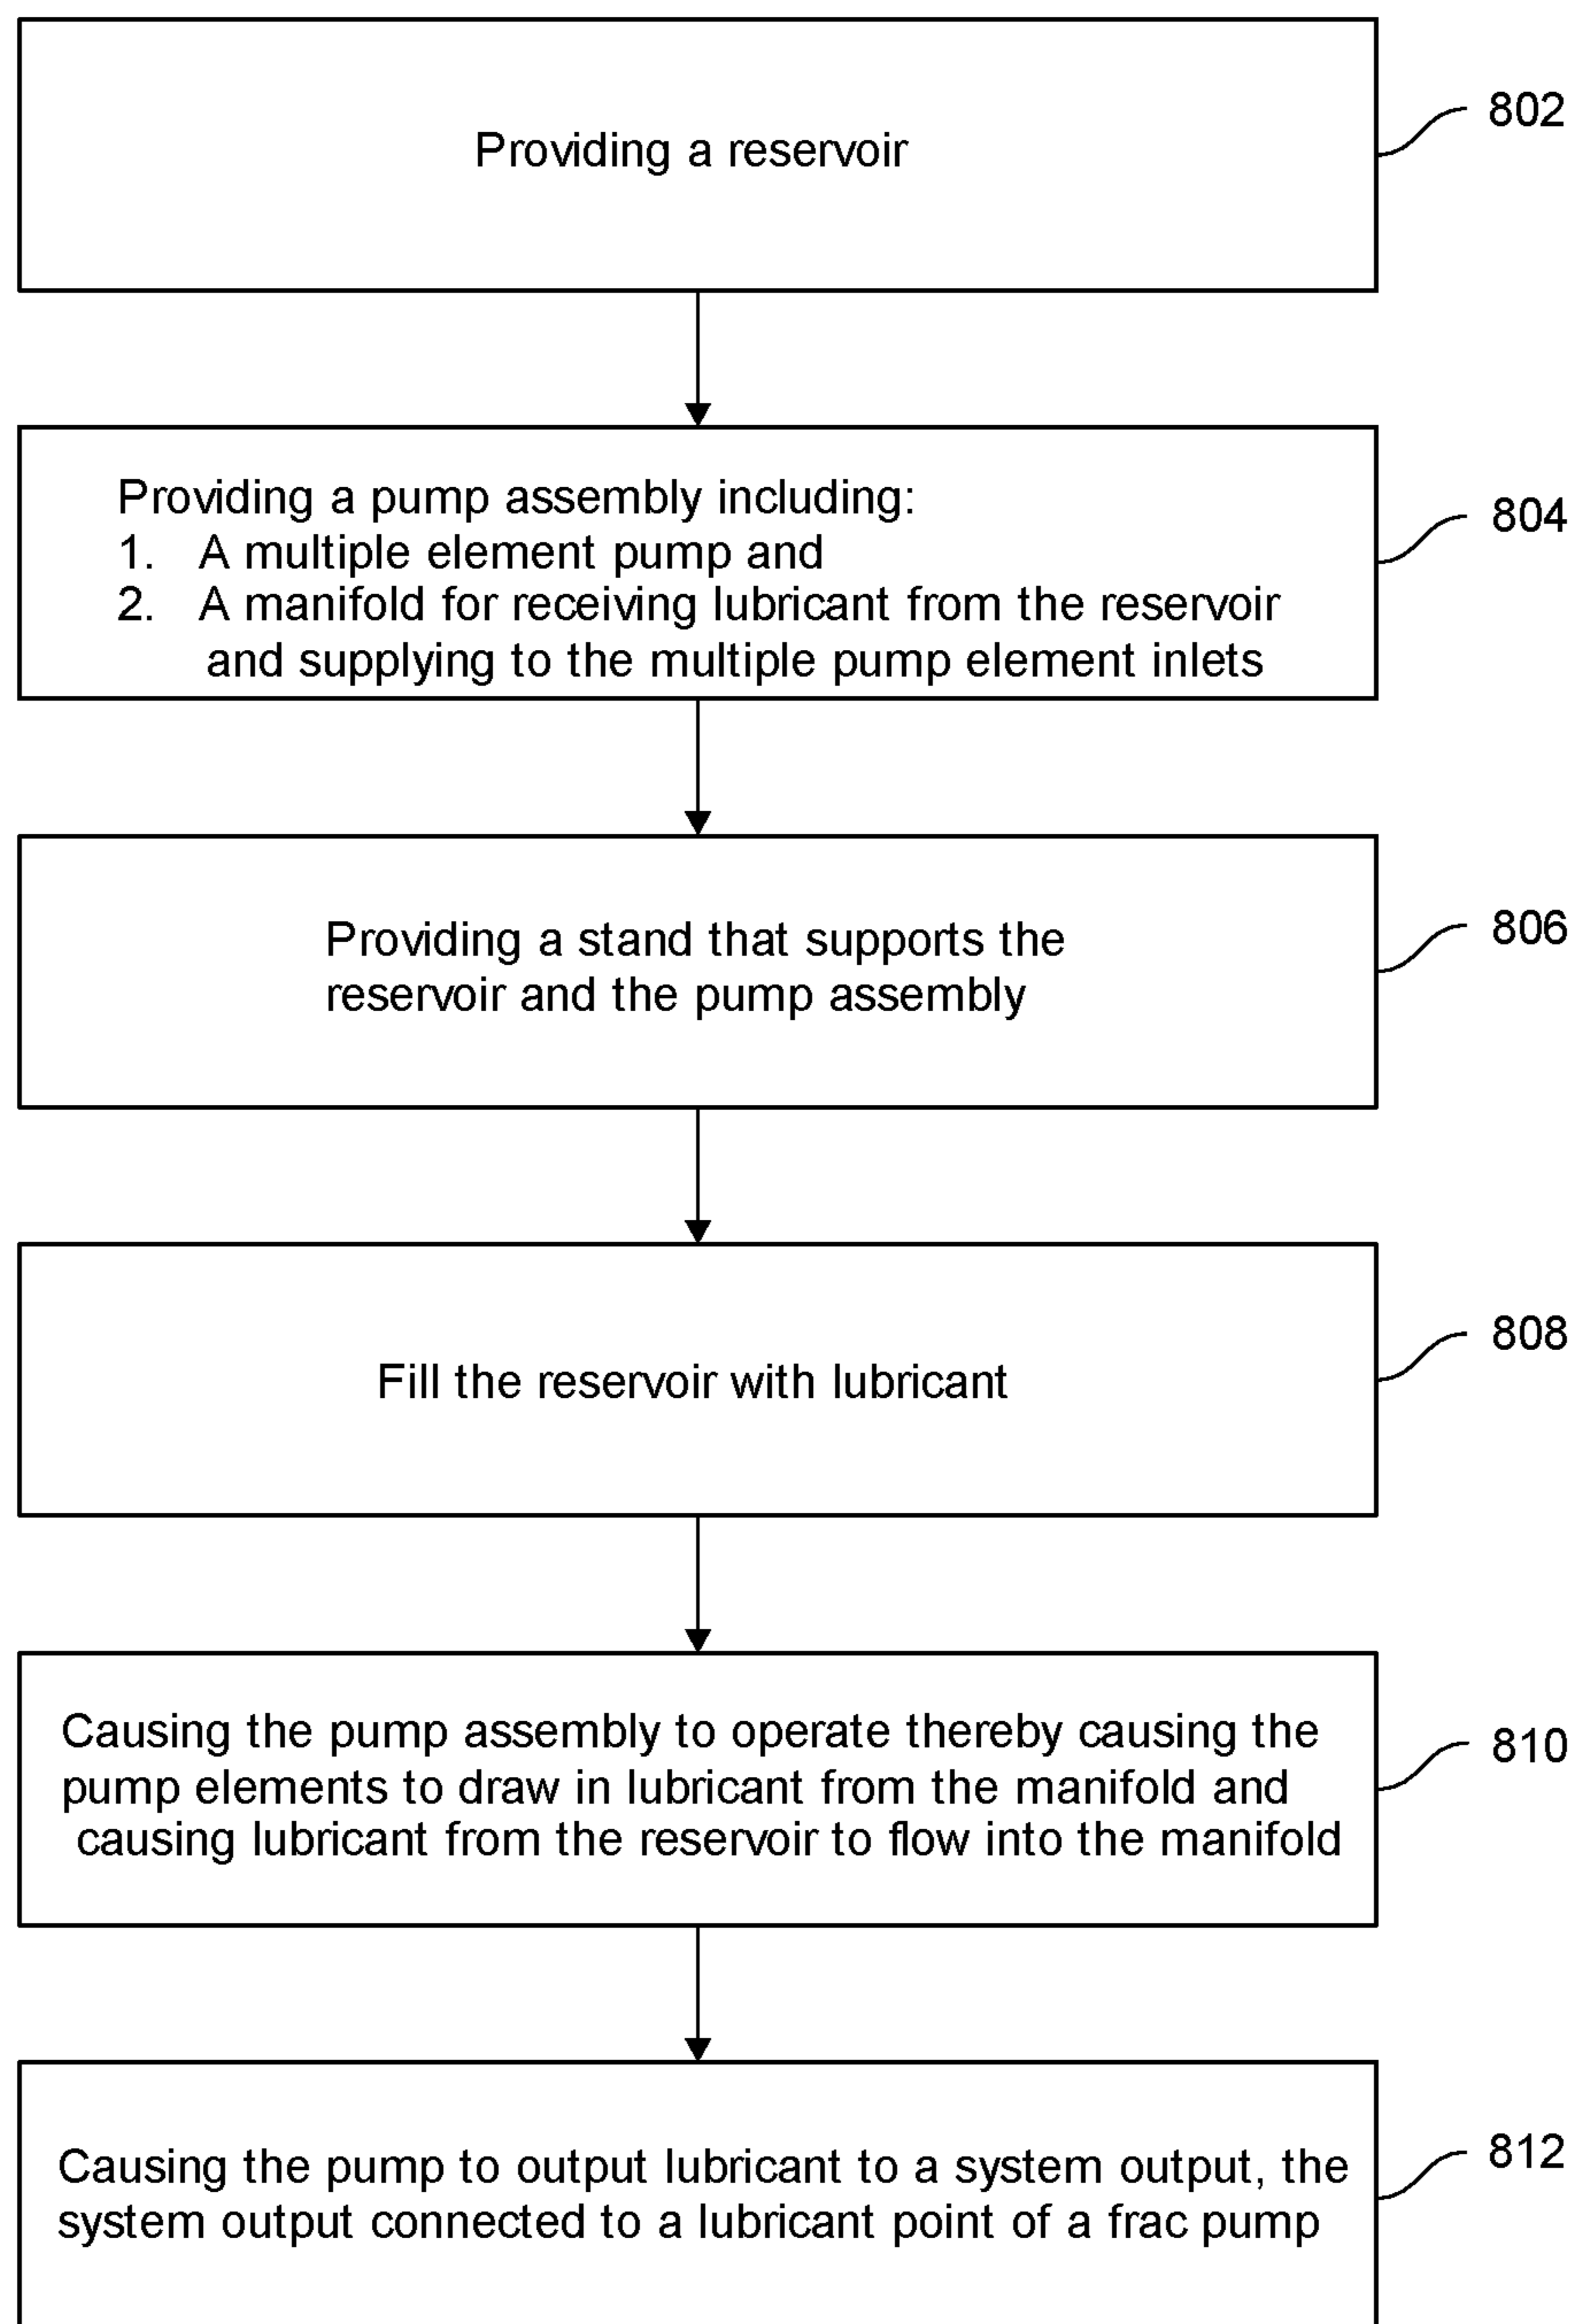 Providing a reservoir
802
Providing a pump assembly including:
1. A multiple element pump and
2. A manifold for receiving lubricant from the reservoir
and supplying to the multiple pump element inlets
804
Providing a stand that supports the
reservoir and the pump assembly
806
Fill the reservoir with lubricant
808
Causing the pump assembly to operate thereby causing the
pump elements to draw in lubricant from the manifold and
causing lubricant from the reservoir to flow into the manifold
810
Causing the pump to output lubricant to a system output, the
system output connected to a lubricant point of a frac pump
812